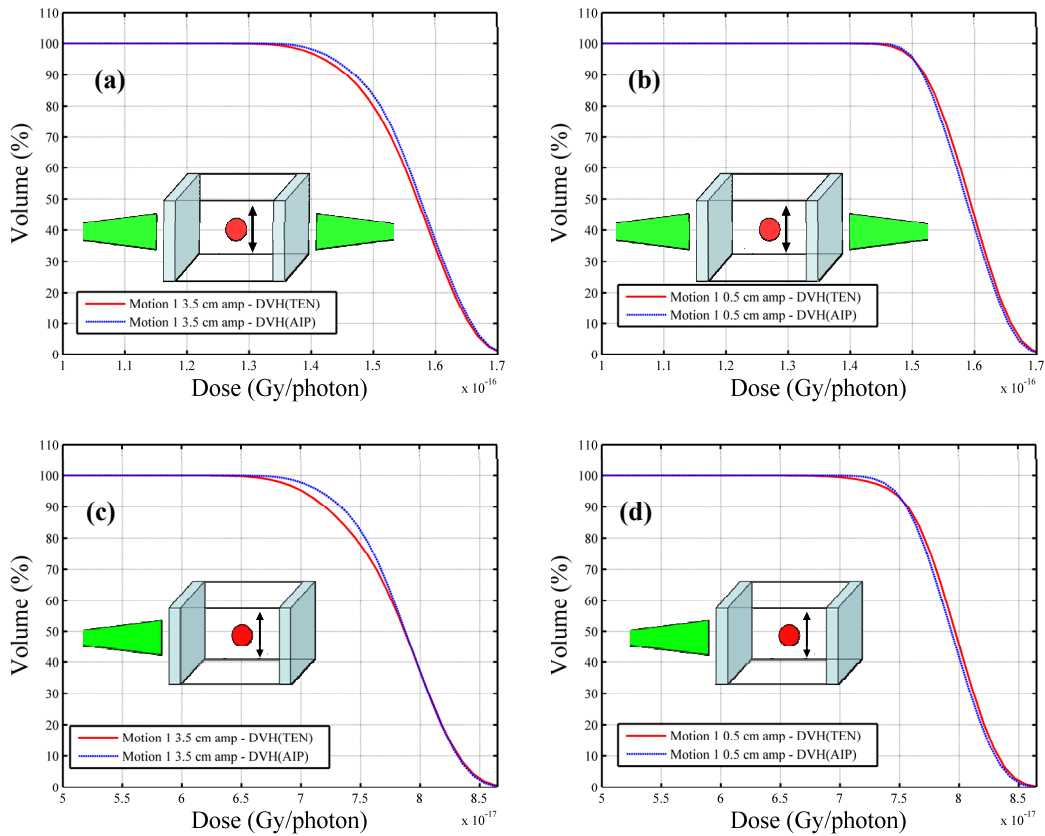 110
100
90
80
70
60
50
40
30
20
10
0
Volume (%)
(a)
Motion 1 3.5 cm amp - DVH(TEN)
Motion 1 3.5 cm amp - DVH(AIP)
1 1.1 1.2 1.3 1.4 1.5 1.6 1.7
x 10-16
Dose (Gy/photon)
110
100
90
80
70
60
50
40
30
20
10
0
Volume (%)
(b)
Motion 1 0.5 cm amp - DVH(TEN)
Motion 1 0.5 cm amp - DVH(AIP)
1 1.1 1.2 1.3 1.4 1.5 1.6 1.7
x 10-16
Dose (Gy/photon)
110
100
90
80
70
60
50
40
30
20
10
0
Volume (%)
(c)
Motion 1 3.5 cm amp - DVH(TEN)
Motion 1 3.5 cm amp - DVH(AIP)
5 5.5 6 6.5 7 7.5 8 8.5
x 10-17
Dose (Gy/photon)
110
100
90
80
70
60
50
40
30
20
10
0
Volume (%)
(d)
Motion 1 0.5 cm amp - DVH(TEN)
Motion 1 0.5 cm amp - DVH(AIP)
5 5.5 6 6.5 7 7.5 8 8.5
x 10-17
Dose (Gy/photon)